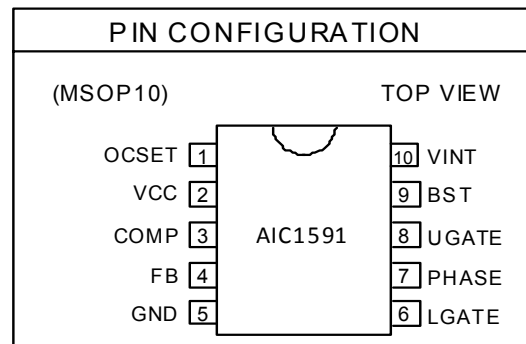 PIN CONFIGURATION
(MSOP10) TOP VIEW
OCSET 1 10 VINT
VCC 2 9 BST
COMP 3 AIC1591 8 UGATE
FB 4 7 PHASE
GND 5 6 LGATE